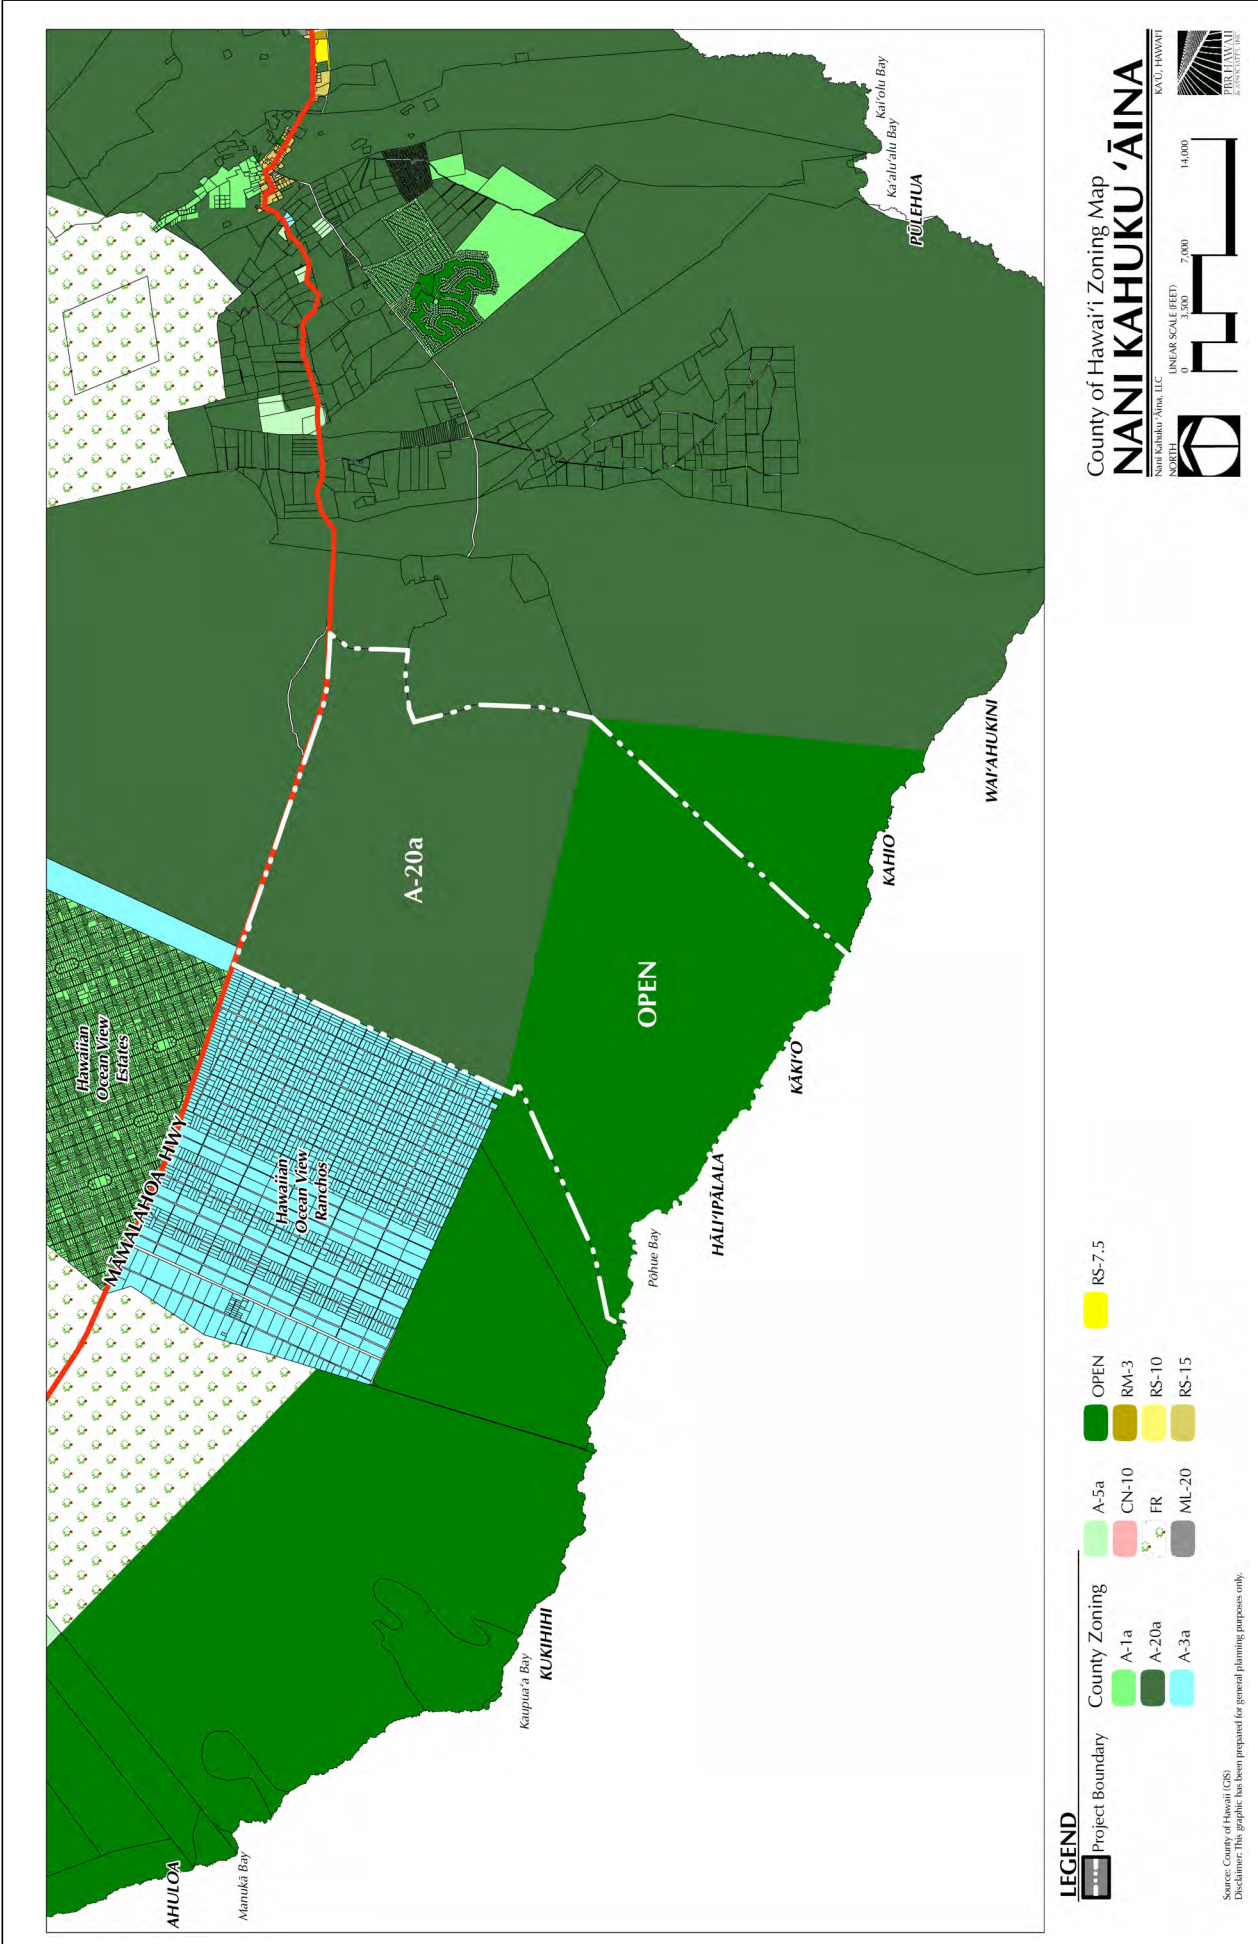 Hawaiian
Ocean View
Estates
MĀMALAHOA HWY
Hawaiian
Ocean View
Ranchos
A-20a
OPEN
AHULOA
Manukā Bay
Kaupua‘a Bay
KUKIHIHI
Pōhue Bay
HĀLI‘IPĀLALA
KĀKI‘O
KAHIO
WAI‘AHUKINI
PŪLEHUA
Ka‘alu‘alu Bay
Kai‘olu Bay
LEGEND
Project Boundary
County Zoning
A-1a
A-20a
A-3a
A-5a
CN-10
FR
ML-20
OPEN
RM-3
RS-10
RS-15
RS-7.5
Source: County of Hawaii (GIS)
Disclaimer: This graphic has been prepared for general planning purposes only.
County of Hawai‘i Zoning Map
NANI KAHUKU ‘ĀINA
Nani Kahuku ‘Āina, LLC
KA‘Ū, HAWAI‘I
NORTH
LINEAR SCALE (FEET)
0 3,500 7,000 14,000
PBR HAWAII
& ASSOCIATES, INC.